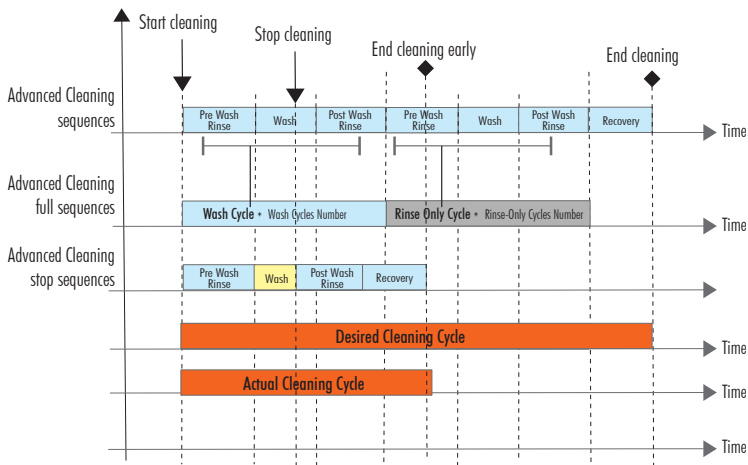 Start cleaning
Stop cleaning
End cleaning early
End cleaning
Advanced Cleaning
sequences
Pre Wash
Rinse
Wash
Post Wash
Rinse
Pre Wash
Rinse
Wash
Post Wash
Rinse
Recovery
Time
Advanced Cleaning
full sequences
Wash Cycle * Wash Cycles Number
Rinse Only Cycle * Rinse-Only Cycles Number
Time
Advanced Cleaning
stop sequences
Pre Wash
Rinse
Wash
Post Wash
Rinse
Recovery
Desired Cleaning Cycle
Time
Actual Cleaning Cycle
Time
Time